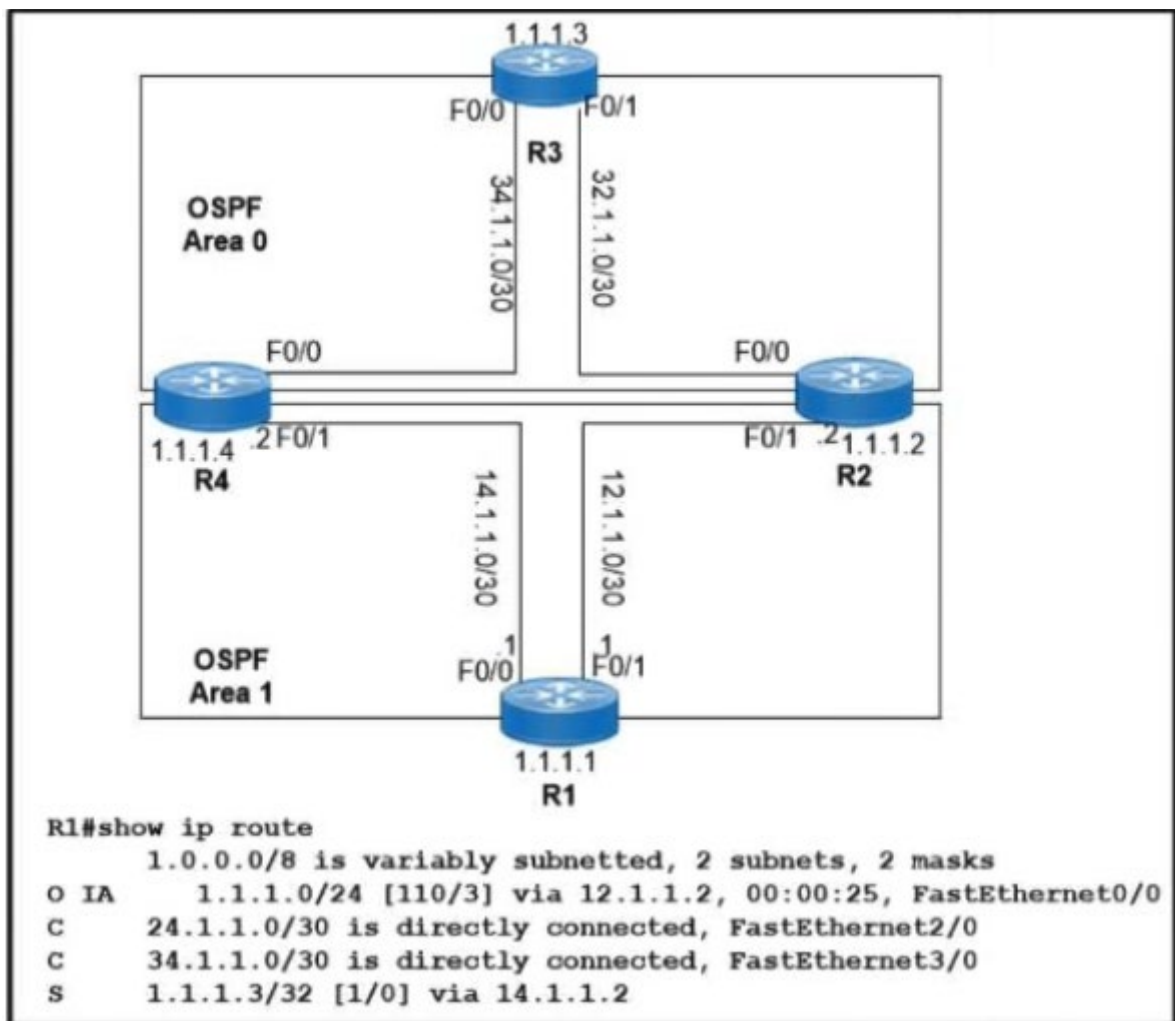 1.1.1.3
F0/0
F0/1
R3
34.1.1.0/30
32.1.1.0/30
OSPF
Area 0
F0/0
F0/0
1.1.1.4
.2
F0/1
R4
F0/1
.2
1.1.1.2
R2
14.1.1.0/30
12.1.1.0/30
OSPF
Area 1
.1
F0/0
.1
F0/1
1.1.1.1
R1
R1#show ip route
1.0.0.0/8 is variably subnetted, 2 subnets, 2 masks
O IA 1.1.1.0/24 [110/3] via 12.1.1.2, 00:00:25, FastEthernet0/0
C 24.1.1.0/30 is directly connected, FastEthernet2/0
C 34.1.1.0/30 is directly connected, FastEthernet3/0
S 1.1.1.3/32 [1/0] via 14.1.1.2